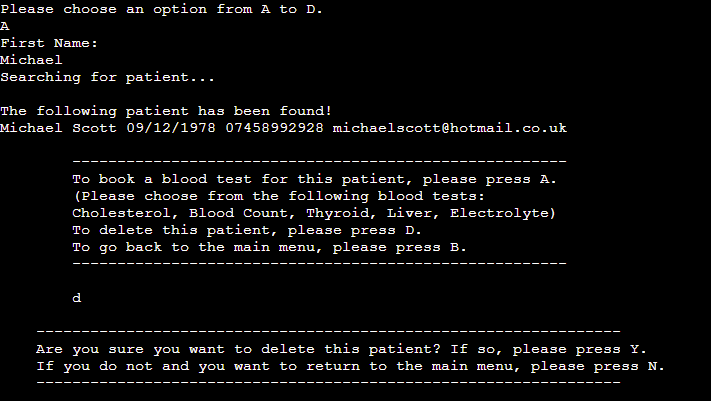 Please choose an option from A to D.
A
First Name:
Michael
Searching for patient...
The following patient has been found!
Michael Scott 09/12/1978 07458992928 michaelscott@hotmail.co.uk
-------------------------------------------------------
To book a blood test for this patient, please press A.
(Please choose from the following blood tests:
Cholesterol, Blood Count, Thyroid, Liver, Electrolyte)
To delete this patient, please press D.
To go back to the main menu, please press B.
-------------------------------------------------------
d
-----------------------------------------------------------------
Are you sure you want to delete this patient? If so, please press Y.
If you do not and you want to return to the main menu, please press N.
-----------------------------------------------------------------